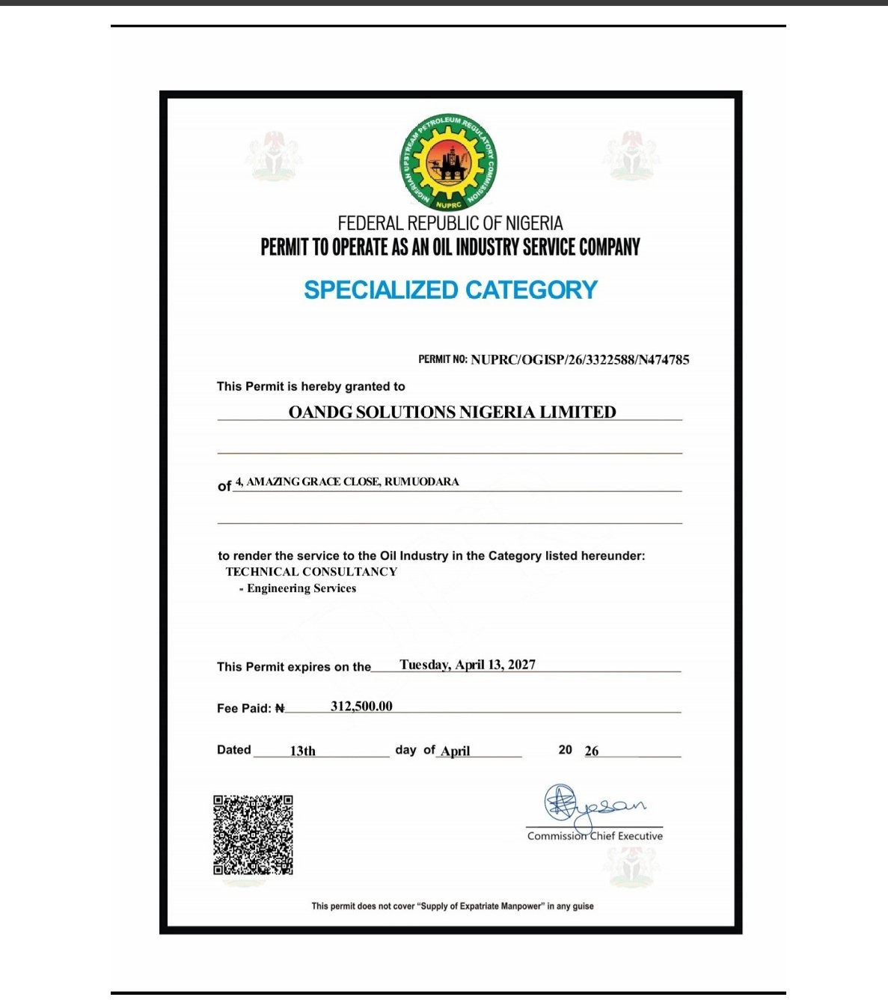 NIGERIAN UPSTREAM PETROLEUM REGULATORY COMMISSION
NUPRC
FEDERAL REPUBLIC OF NIGERIA
PERMIT TO OPERATE AS AN OIL INDUSTRY SERVICE COMPANY
SPECIALIZED CATEGORY
PERMIT NO: NUPRC/OGISP/26/3322588/N474785
This Permit is hereby granted to
OANDG SOLUTIONS NIGERIA LIMITED
of 4, AMAZING GRACE CLOSE, RUMUODARA
to render the service to the Oil Industry in the Category listed hereunder:
TECHNICAL CONSULTANCY
- Engineering Services
This Permit expires on the Tuesday, April 13, 2027
Fee Paid: ₦ 312,500.00
Dated 13th day of April 20 26
Commission Chief Executive
This permit does not cover “Supply of Expatriate Manpower” in any guise